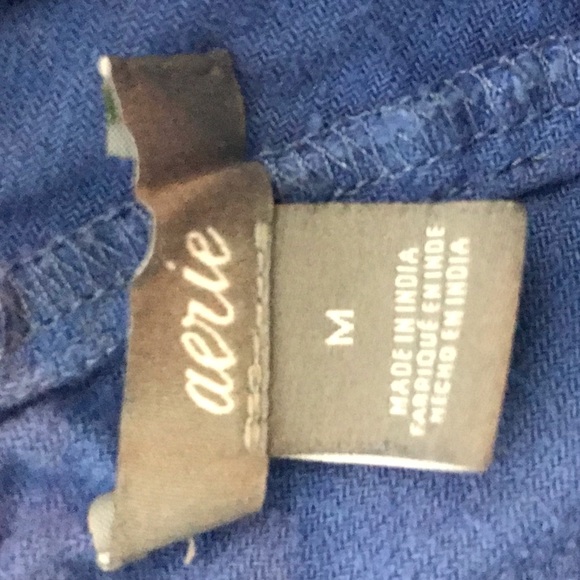 aerie
M
MADE IN INDIA
FABRIQUÉ EN INDE
HECHO EN INDIA